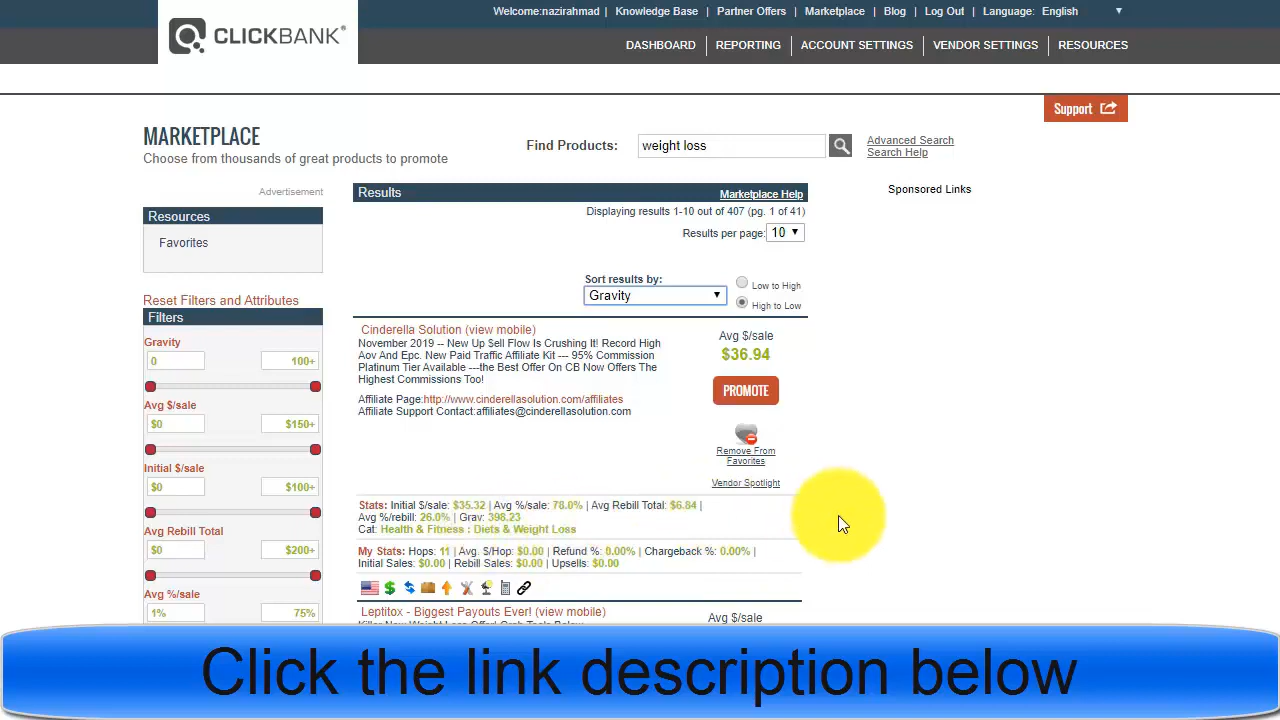 Welcome:nazirahmad | Knowledge Base | Partner Offers | Marketplace | Blog | Log Out | Language: English
CLICKBANK®
DASHBOARD | REPORTING | ACCOUNT SETTINGS | VENDOR SETTINGS | RESOURCES
Support
MARKETPLACE
Choose from thousands of great products to promote
Find Products: weight loss
Advanced Search
Search Help
Advertisement
Resources
Favorites
Reset Filters and Attributes
Filters
Gravity
0 100+
Avg $/sale
$0 $150+
Initial $/sale
$0 $100+
Avg Rebill Total
$0 $200+
Avg %/sale
1% 75%
Results Marketplace Help
Displaying results 1-10 out of 407 (pg. 1 of 41)
Results per page: 10
Sort results by:
Gravity
Low to High
High to Low
Cinderella Solution (view mobile)
November 2019 -- New Up $ell Flow Is Crushing It! Record High
Aov And Epc. New Paid Traffic Affiliate Kit --- 95% Commission
Platinum Tier Available ---the Best Offer On CB Now Offers The
Highest Commissions Too!
Affiliate Page:http://www.cinderellasolution.com/affiliates
Affiliate Support Contact:affiliates@cinderellasolution.com
Avg $/sale
$36.94
PROMOTE
Remove From
Favorites
Vendor Spotlight
Stats: Initial $/sale: $35.32 | Avg %/sale: 78.0% | Avg Rebill Total: $6.84 |
Avg %/rebill: 26.0% | Grav: 398.23
Cat: Health & Fitness : Diets & Weight Loss
My Stats: Hops: 11 | Avg. $/Hop: $0.00 | Refund %: 0.00% | Chargeback %: 0.00% |
Initial Sales: $0.00 | Rebill Sales: $0.00 | Upsells: $0.00
Leptitox - Biggest Payouts Ever! (view mobile)
Avg $/sale
Killer New Weight Loss Offer! Grab Tools Below
Sponsored Links
Click the link description below